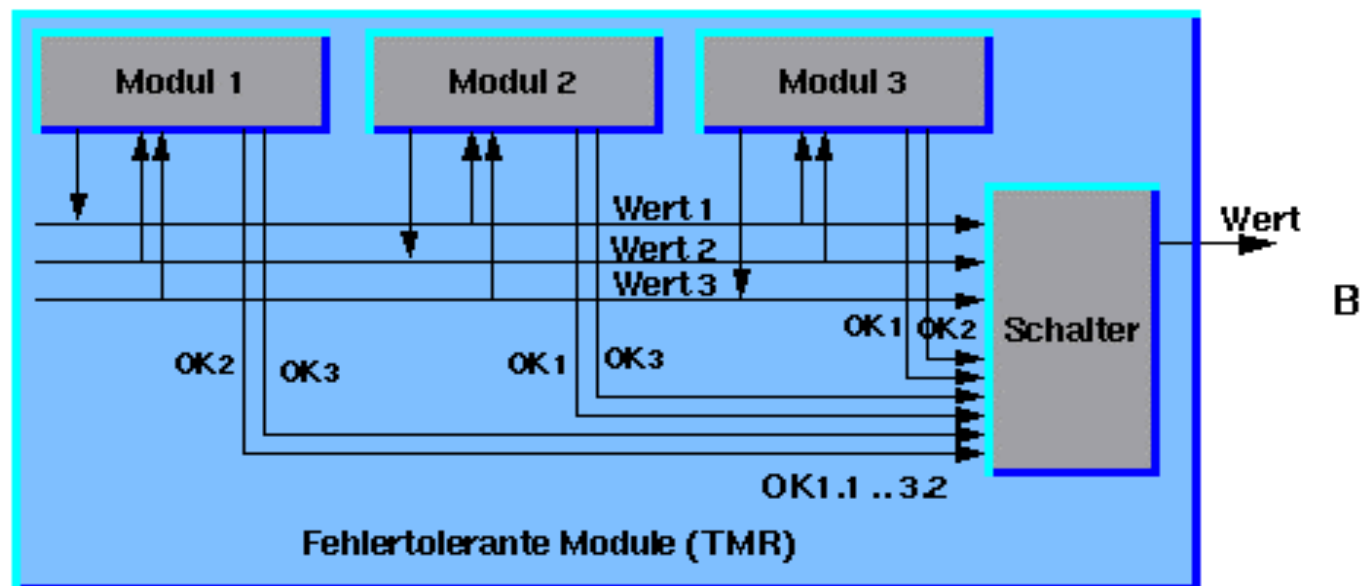 Modul 1 Modul 2 Modul 3
Wert 1
Wert
Wert 2
Wert 3
B
OK1 OK2 Schalter
OK2 OK3 OK1 OK3
OK1.1 .. 3.2
Fehlertolerante Module (TMR)